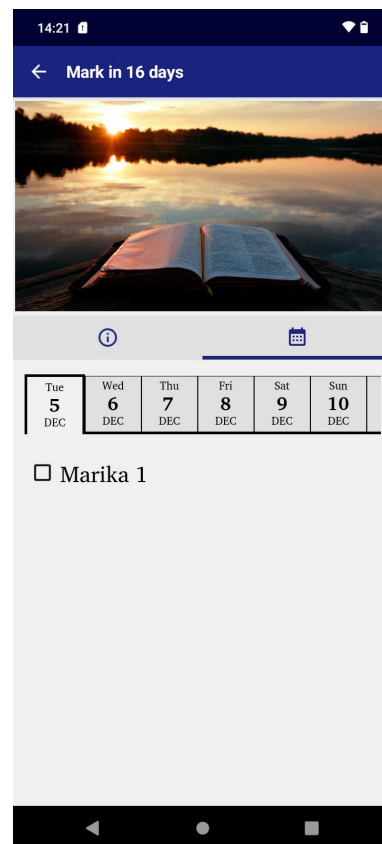 14:21
Mark in 16 days
Tue Wed Thu Fri Sat Sun
5 6 7 8 9 10
DEC DEC DEC DEC DEC DEC
Marika 1